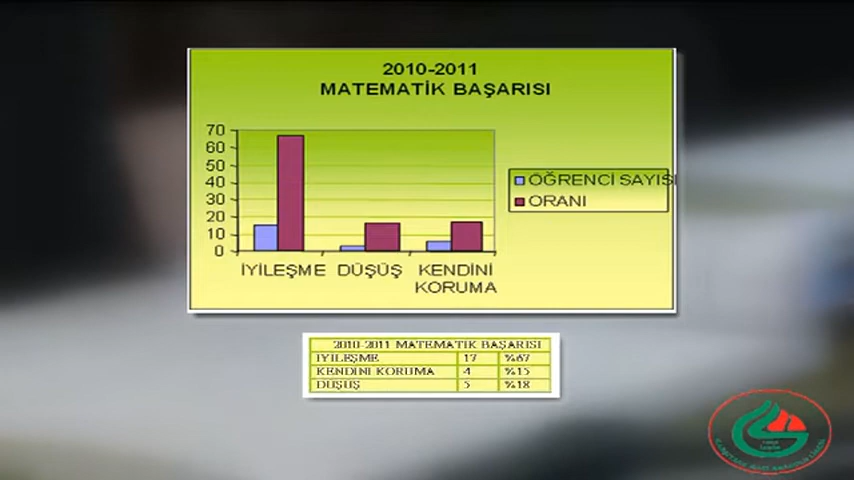 2010-2011
MATEMATİK BAŞARISI
70
60
50
40
30
20
10
0
İYİLEŞME DÜŞÜŞ KENDİNİ
KORUMA
ÖĞRENCİ SAYISI
ORANI
2010-2011 MATEMATİK BAŞARISI
İYİLEŞME 17 %67
KENDİNİ KORUMA 4 %15
DÜŞÜŞ 5 %18